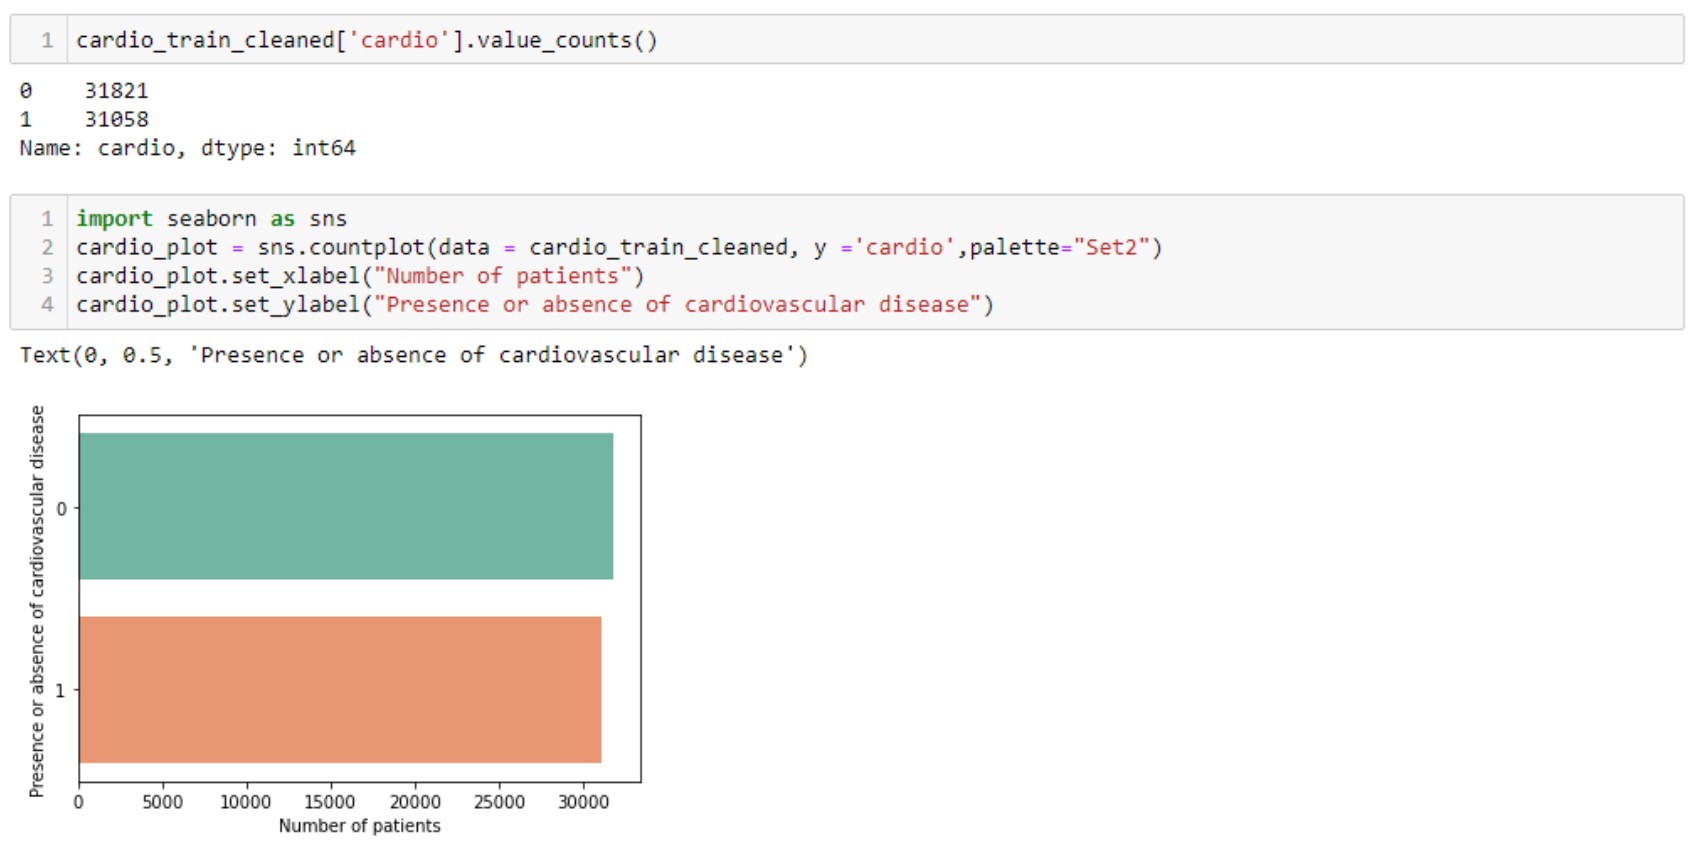 1 cardio_train_cleaned['cardio'].value_counts()
0 31821
1 31058
Name: cardio, dtype: int64
1 import seaborn as sns
2 cardio_plot = sns.countplot(data = cardio_train_cleaned, y ='cardio',palette="Set2")
3 cardio_plot.set_xlabel("Number of patients")
4 cardio_plot.set_ylabel("Presence or absence of cardiovascular disease")
Text(0, 0.5, 'Presence or absence of cardiovascular disease')
Presence or absence of cardiovascular disease
0
1
0 5000 10000 15000 20000 25000 30000
Number of patients